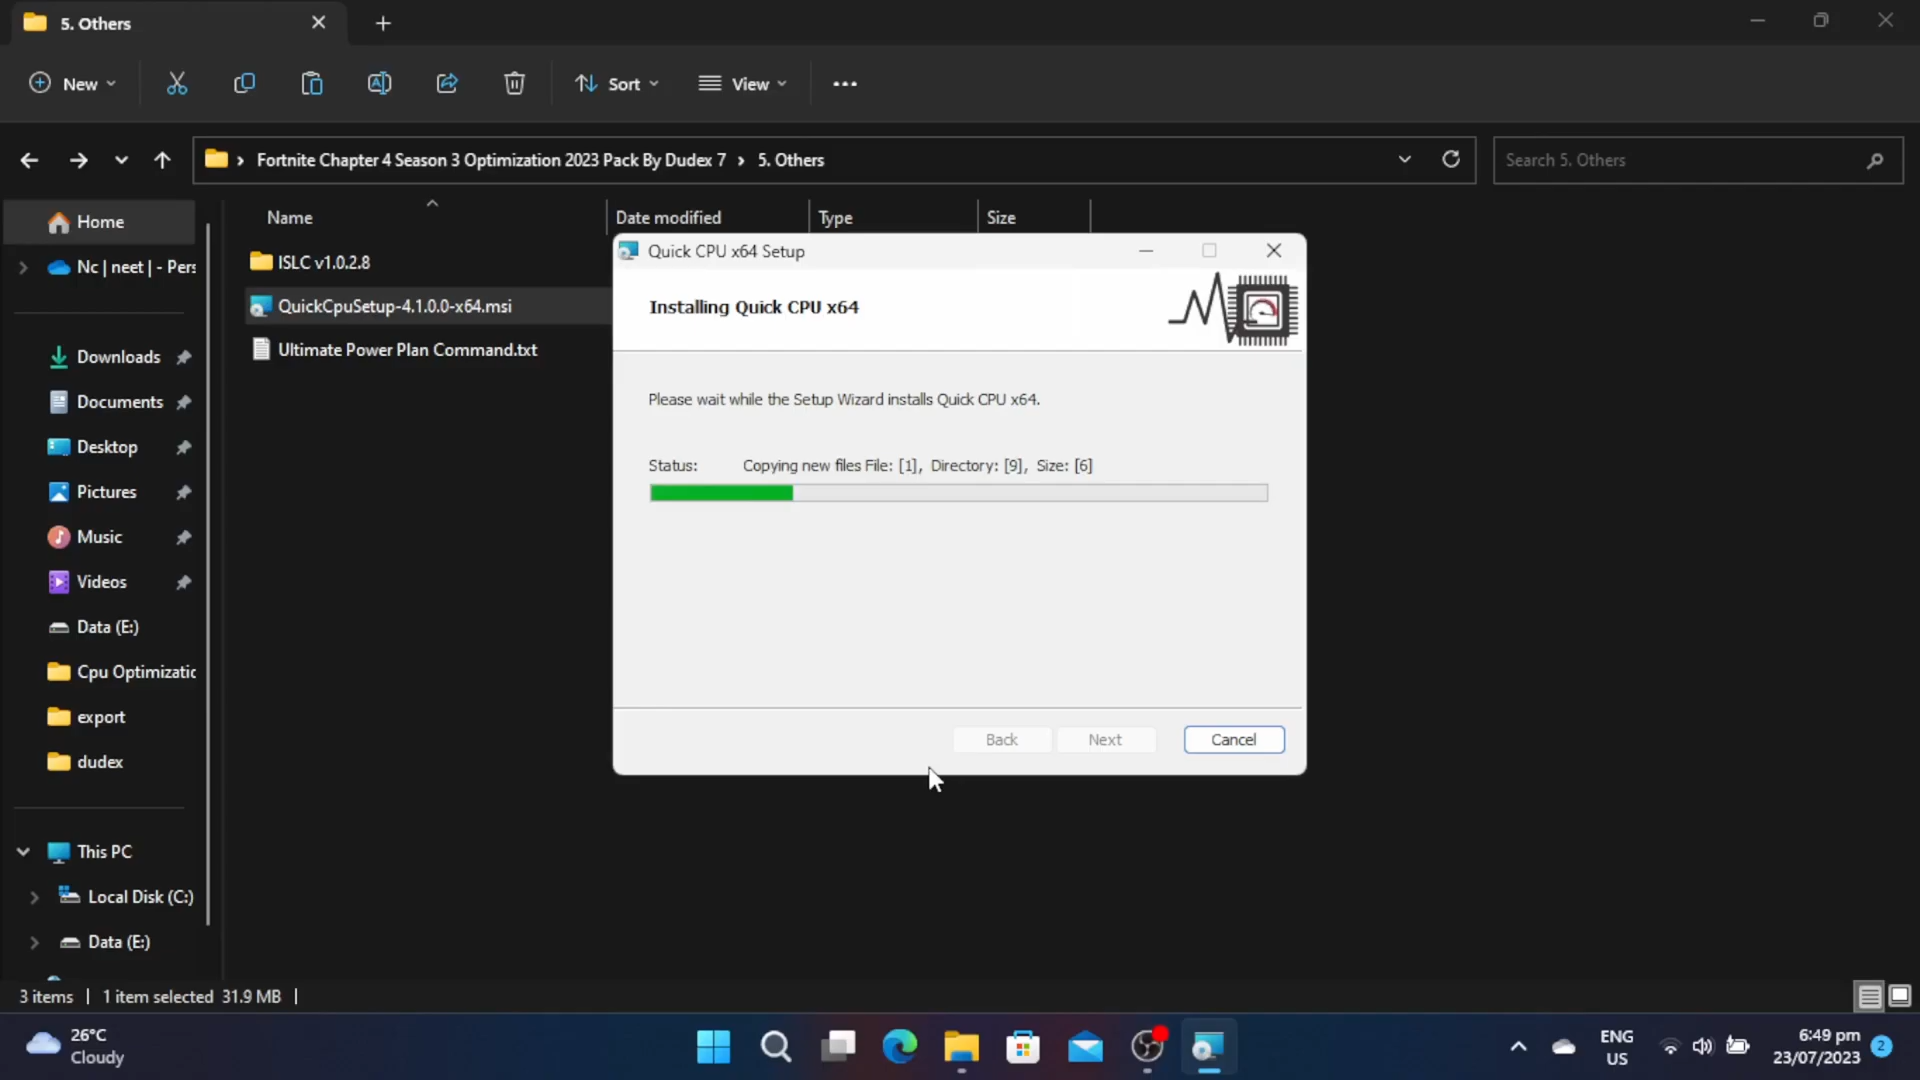 5. Others
New
Sort
View
Fortnite Chapter 4 Season 3 Optimization 2023 Pack By Dudex 7 > 5. Others
Search 5. Others
Home
Nc | neet | - Pers
Downloads
Documents
Desktop
Pictures
Music
Videos
Data (E:)
Cpu Optimizatic
export
dudex
This PC
Local Disk (C:)
Data (E:)
Name
Date modified
Type
Size
ISLC v1.0.2.8
QuickCpuSetup-4.1.0.0-x64.msi
Ultimate Power Plan Command.txt
Quick CPU x64 Setup
Installing Quick CPU x64
Please wait while the Setup Wizard installs Quick CPU x64.
Status: Copying new files File: [1], Directory: [9], Size: [6]
Back
Next
Cancel
3 items | 1 item selected 31.9 MB |
26°C
Cloudy
ENG
US
6:49 pm
23/07/2023
2